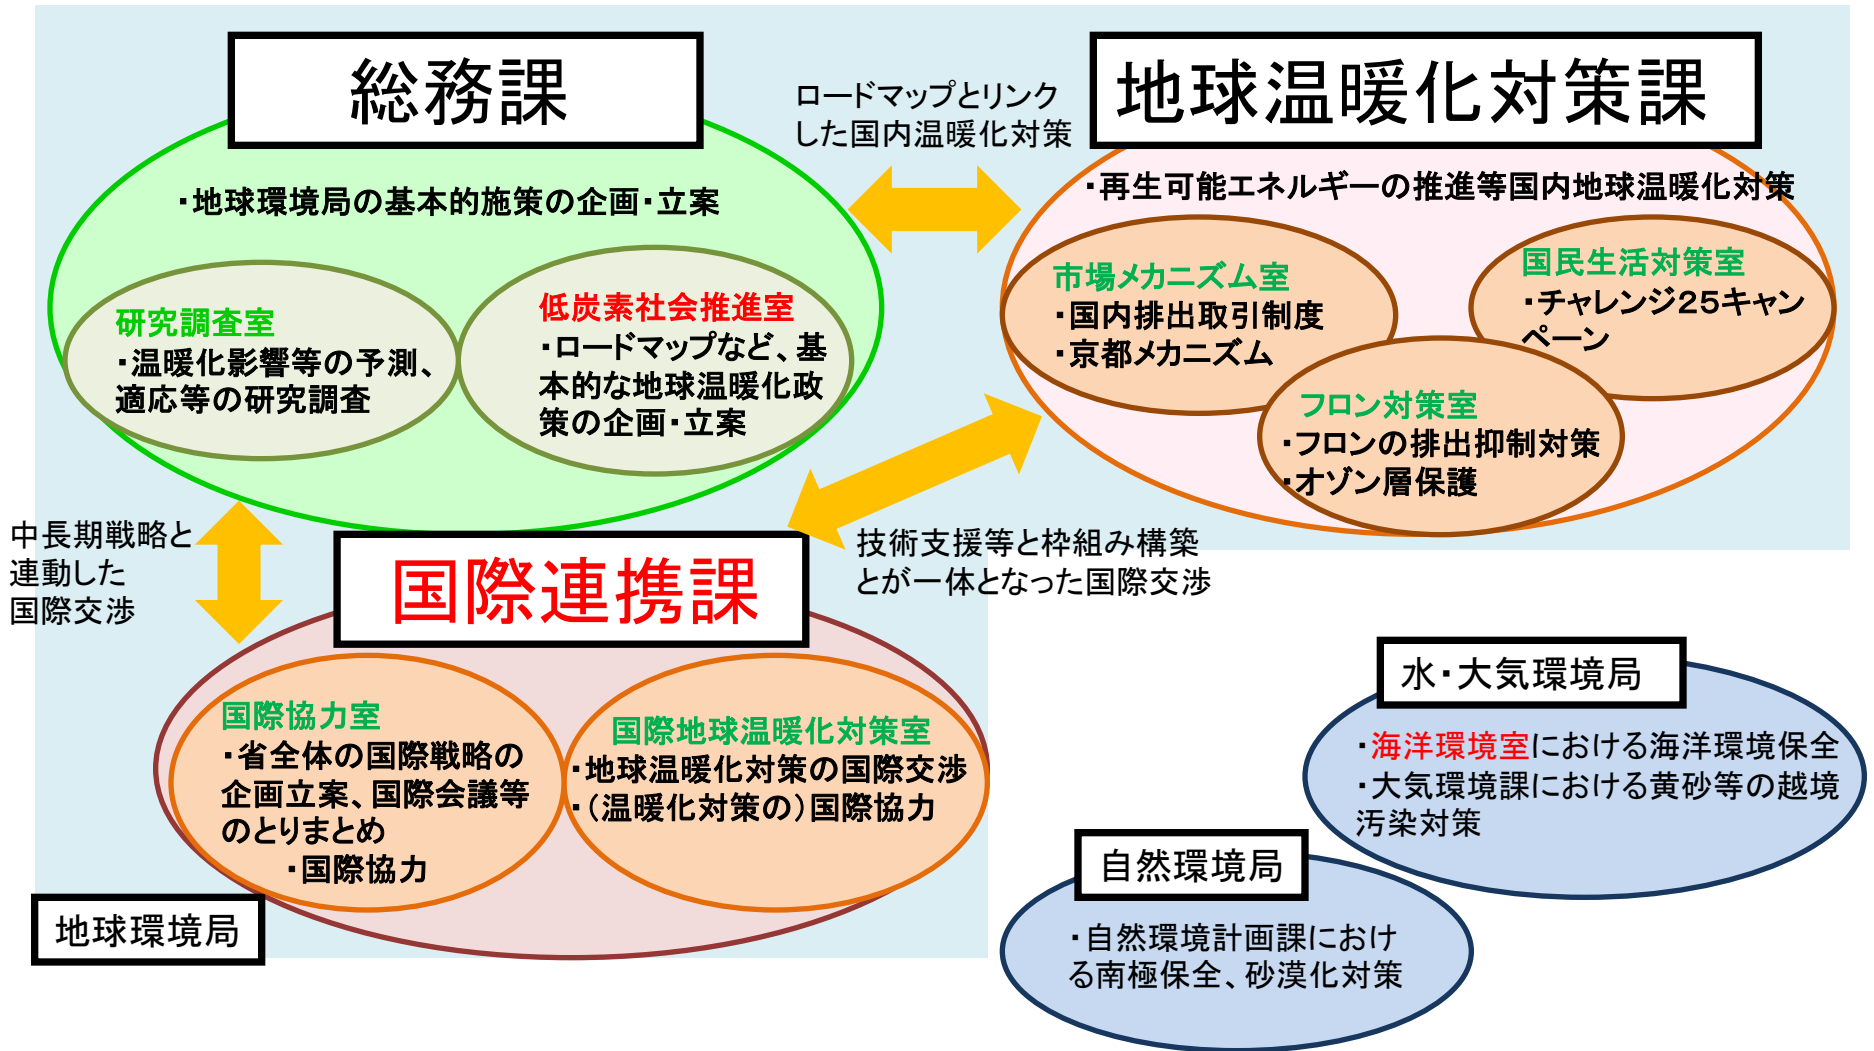 総務課
・地球環境局の基本的施策の企画・立案
研究調査室
・温暖化影響等の予測、
適応等の研究調査
低炭素社会推進室
・ロードマップなど、基
本的な地球温暖化政
策の企画・立案
ロードマップとリンク
した国内温暖化対策
地球温暖化対策課
・再生可能エネルギーの推進等国内地球温暖化対策
市場メカニズム室
・国内排出取引制度
・京都メカニズム
国民生活対策室
・チャレンジ25キャン
ペーン
フロン対策室
・フロンの排出抑制対策
・オゾン層保護
中長期戦略と
連動した
国際交渉
技術支援等と枠組み構築
とが一体となった国際交渉
国際連携課
国際協力室
・省全体の国際戦略の
企画立案、国際会議等
のとりまとめ
・国際協力
国際地球温暖化対策室
・地球温暖化対策の国際交渉
・（温暖化対策の）国際協力
地球環境局
水・大気環境局
・海洋環境室における海洋環境保全
・大気環境課における黄砂等の越境
汚染対策
自然環境局
・自然環境計画課におけ
る南極保全、砂漠化対策